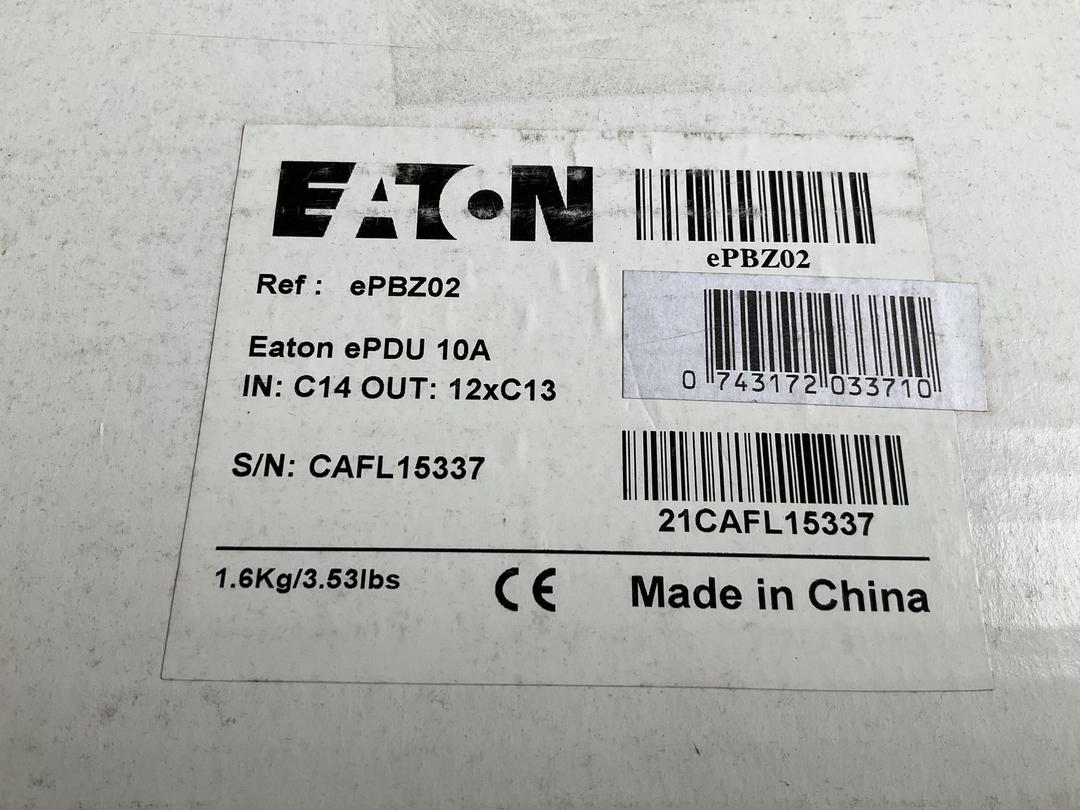 EATON
ePBZ02
Ref : ePBZ02
0 743172 033710
Eaton ePDU 10A
IN: C14 OUT: 12xC13
S/N: CAFL15337
21CAFL15337
1.6Kg/3.53lbs
CE
Made in China